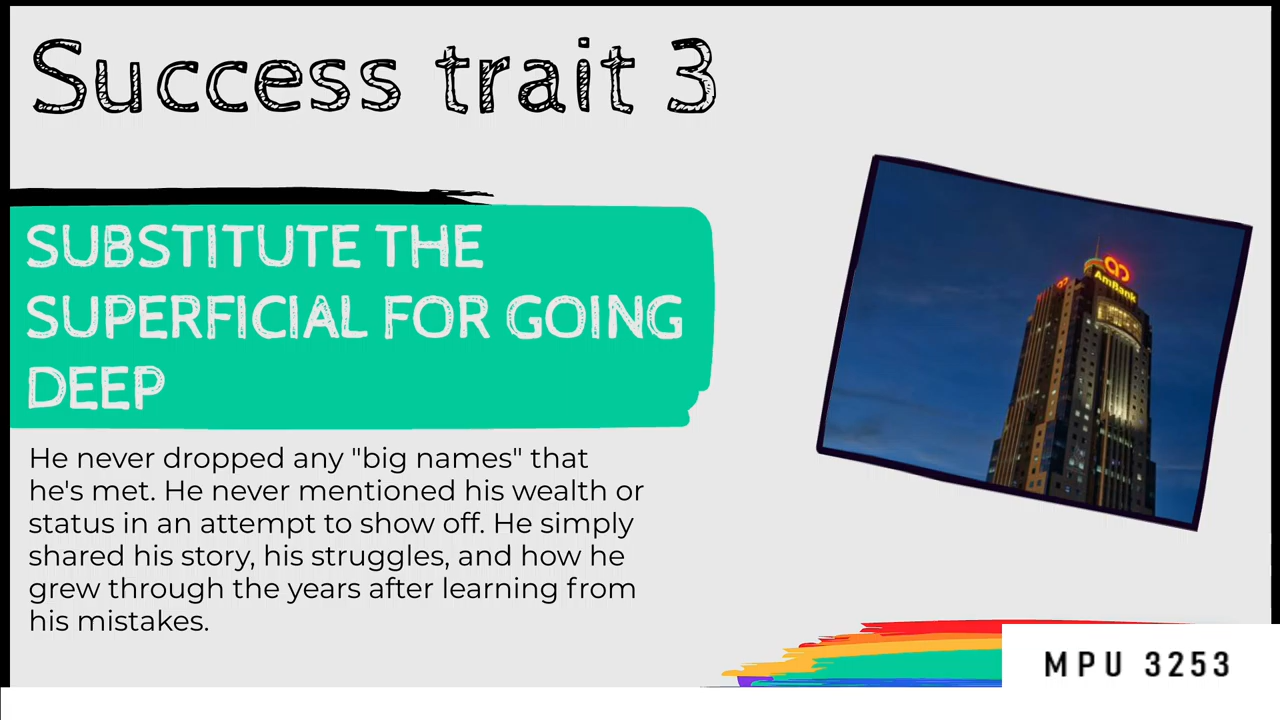 Success trait 3
SUBSTITUTE THE
SUPERFICIAL FOR GOING
DEEP
He never dropped any "big names" that
he's met. He never mentioned his wealth or
status in an attempt to show off. He simply
shared his story, his struggles, and how he
grew through the years after learning from
his mistakes.
AmBank
MPU 3253